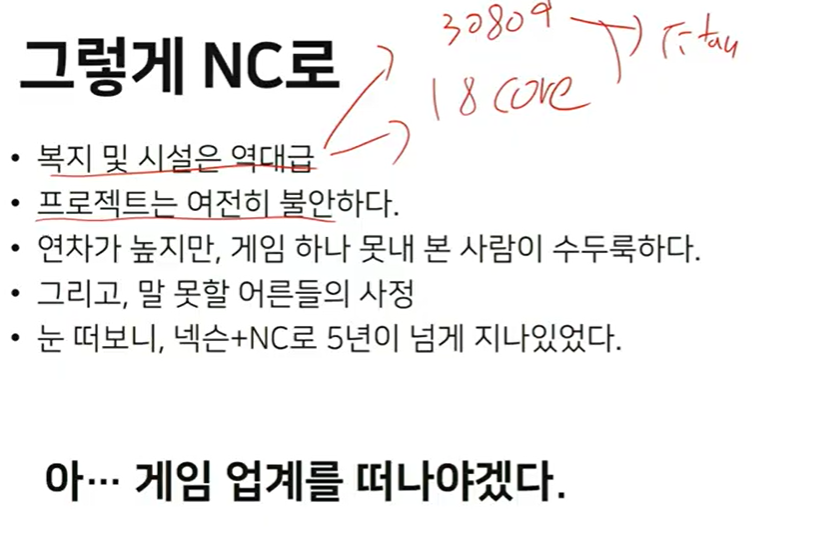 그렇게 NC로
30809
Titan
18 core
• 복지 및 시설은 역대급
• 프로젝트는 여전히 불안하다.
• 연차가 높지만, 게임 하나 못내 본 사람이 수두룩하다.
• 그리고, 말 못할 어른들의 사정
• 눈 떠보니, 넥슨+NC로 5년이 넘게 지나있었다.
아… 게임 업계를 떠나야겠다.